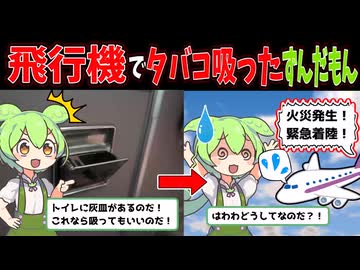 飛行機でタバコ吸ったずんだもん
トイレに灰皿があるのだ！
これなら吸ってもいいのだ！
火災発生！
緊急着陸！
はわわどうしてなのだ？！